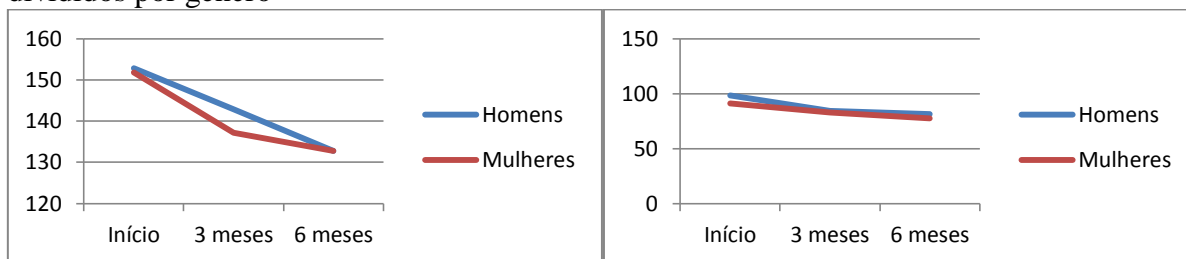 divididos por gênero
160
150
140
130
120
Início 3 meses 6 meses
Homens
Mulheres
150
100
50
0
Início 3 meses 6 meses
Homens
Mulheres